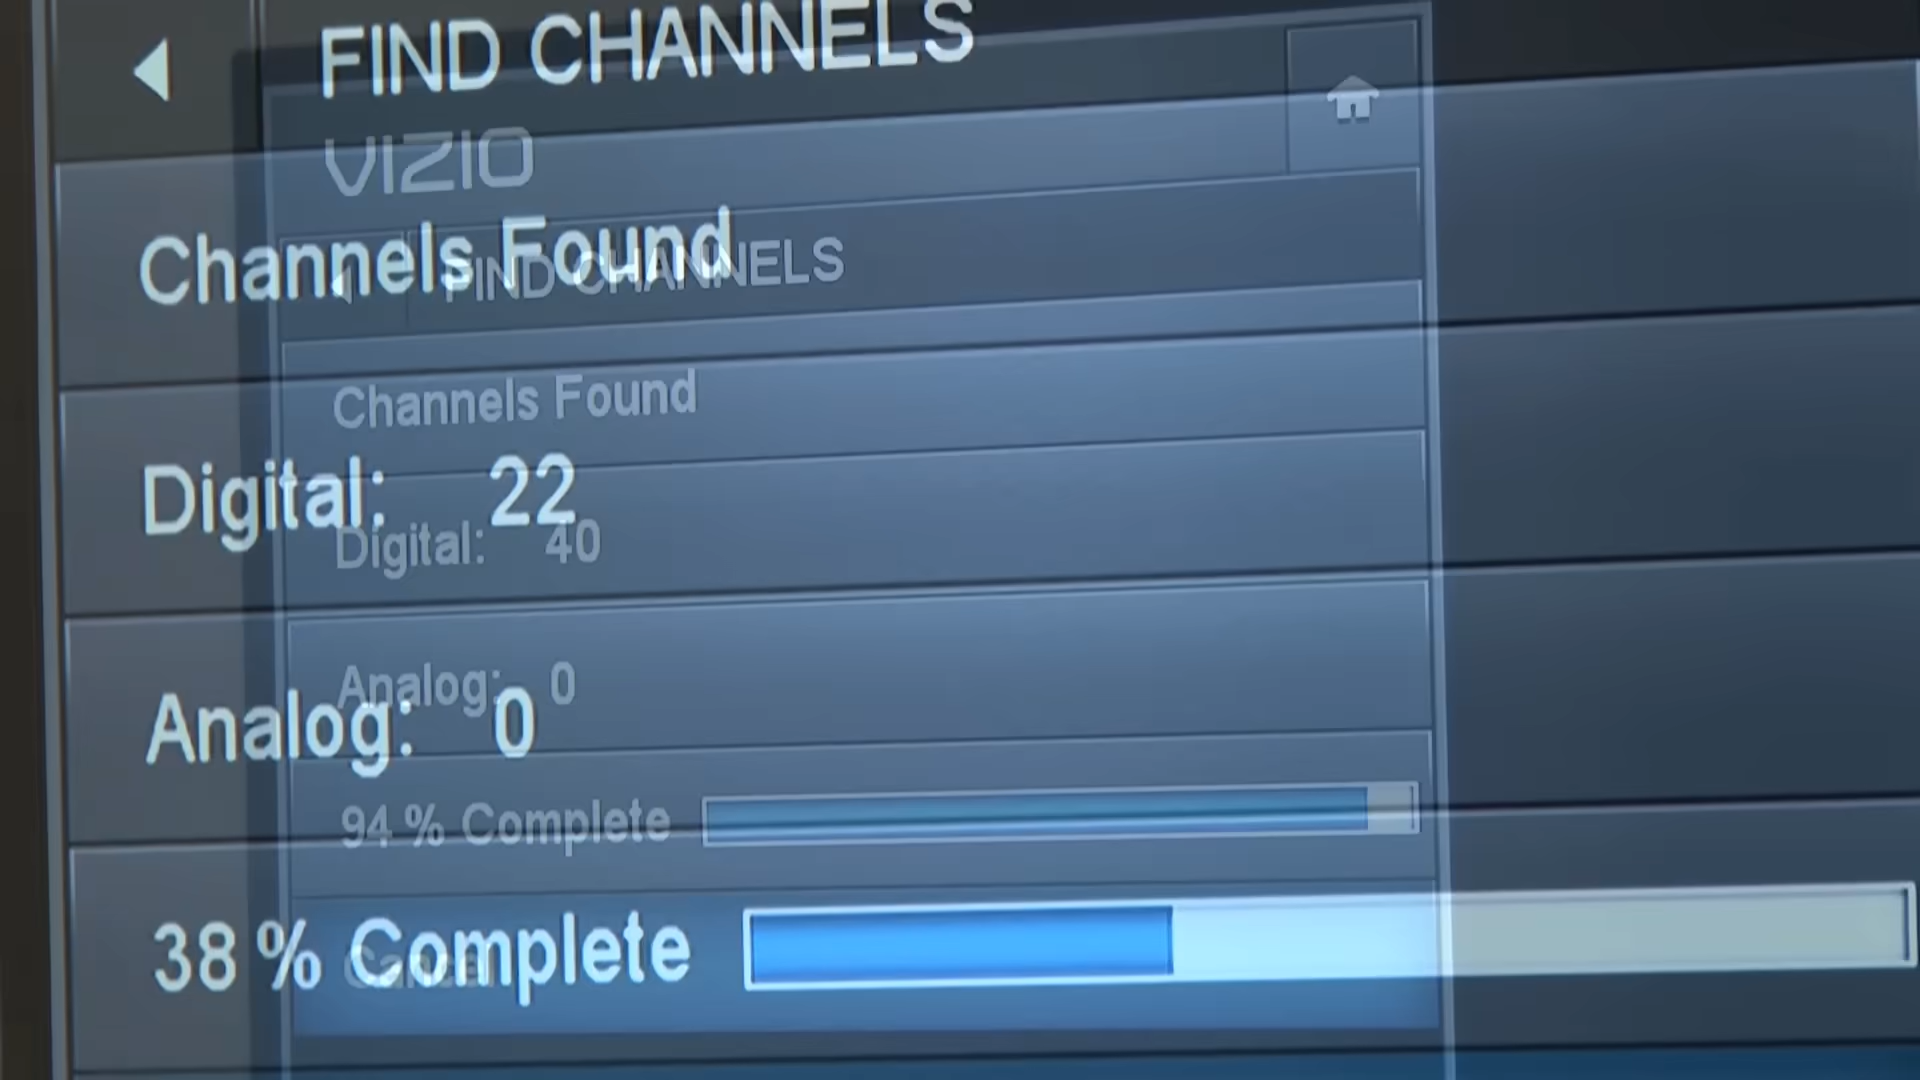 FIND CHANNELS
VIZIO
Channels Found
FIND CHANNELS
Channels Found
Digital: 22
Digital: 40
Analog: 0
Analog: 0
94 % Complete
38 % Complete
Cancel